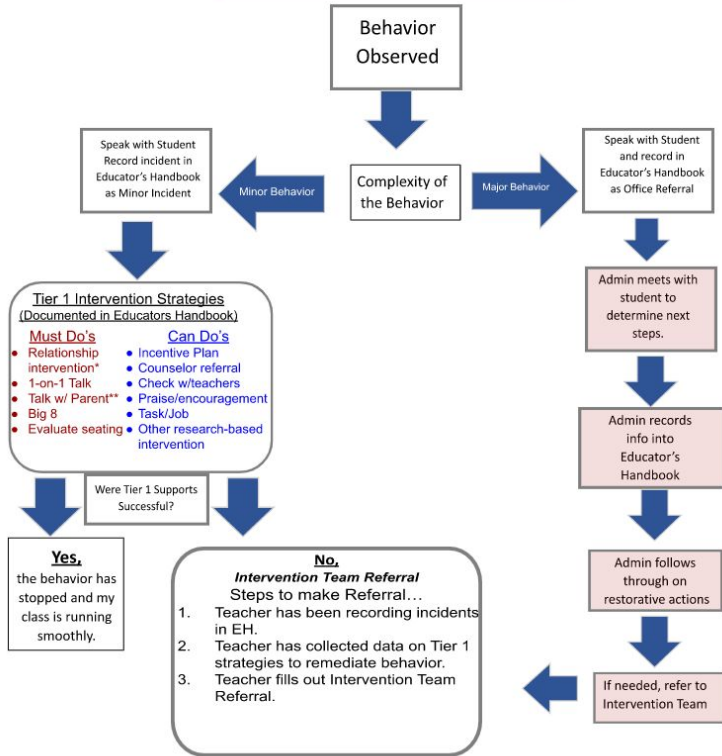 Behavior
Observed
Complexity of
the Behavior
Minor Behavior
Major Behavior
Speak with Student
Record incident in
Educator's Handbook
as Minor Incident
Tier 1 Intervention Strategies
(Documented in Educators Handbook)
Must Do's
● Relationship
intervention*
● 1-on-1 Talk
● Talk w/ Parent**
● Big 8
● Evaluate seating
Can Do's
● Incentive Plan
● Counselor referral
● Check w/teachers
● Praise/encouragement
● Task/Job
● Other research-based
intervention
Were Tier 1 Supports
Successful?
Yes,
the behavior has
stopped and my
class is running
smoothly.
No,
Intervention Team Referral
Steps to make Referral…
1. Teacher has been recording incidents
in EH.
2. Teacher has collected data on Tier 1
strategies to remediate behavior.
3. Teacher fills out Intervention Team
Referral.
Speak with Student
and record in
Educator's Handbook
as Office Referral
Admin meets with
student to
determine next
steps.
Admin records
info into
Educator's
Handbook
Admin follows
through on
restorative actions
If needed, refer to
Intervention Team